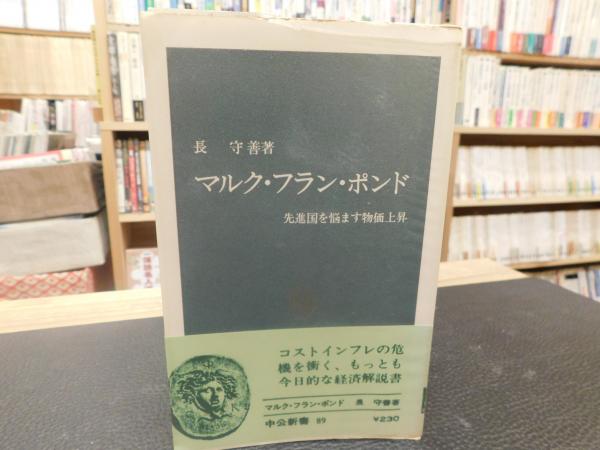 長 守善著
マルク・フラン・ポンド
先進国を悩ます物価上昇
コストインフレの危
機を衝く、もっとも
今日的な経済解説書
マルク・フラン・ポンド 長 守善著
中公新書 89 ¥230